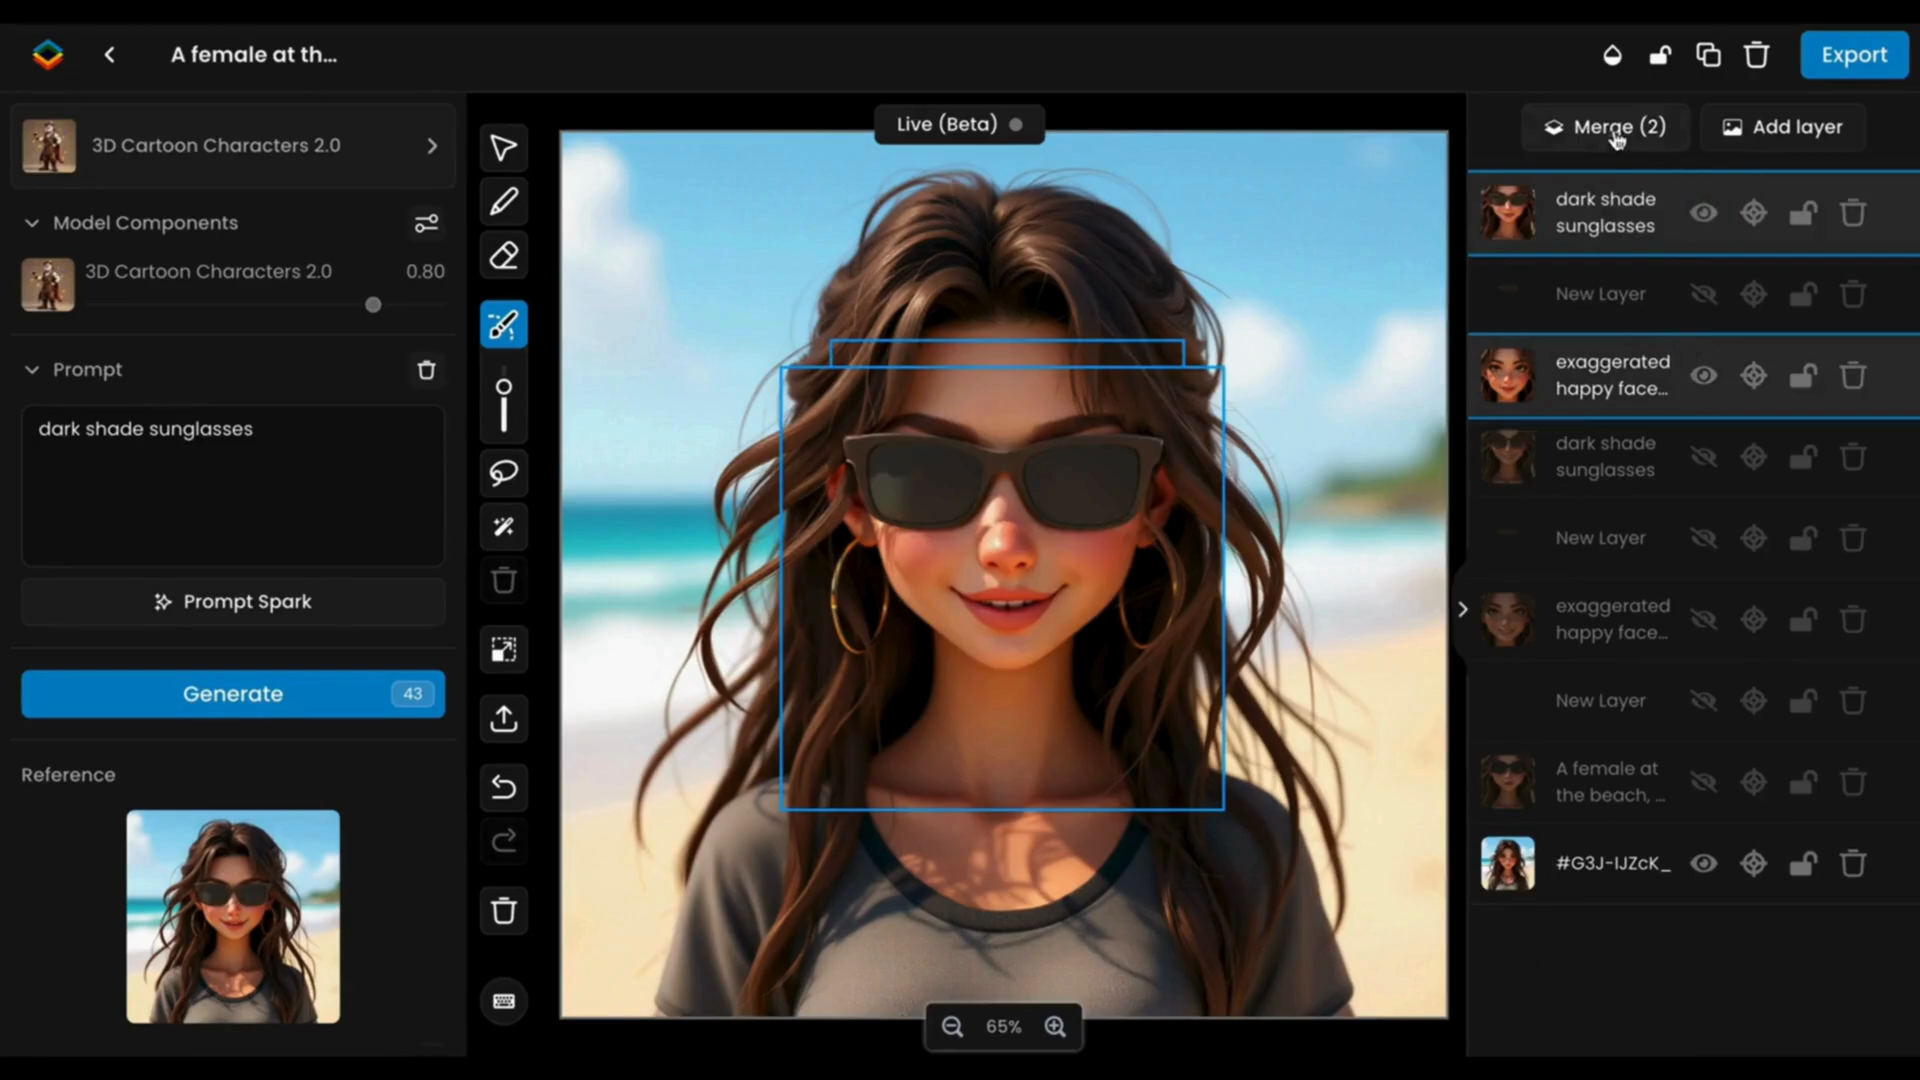 A female at th...
Export
3D Cartoon Characters 2.0
Model Components
3D Cartoon Characters 2.0 0.80
Prompt
dark shade sunglasses
Prompt Spark
Generate 43
Reference
Live (Beta)
65%
Merge (2)
Add layer
dark shade
sunglasses
New Layer
exaggerated
happy face...
dark shade
sunglasses
New Layer
exaggerated
happy face...
New Layer
A female at
the beach, ...
#G3J-IJZcK_